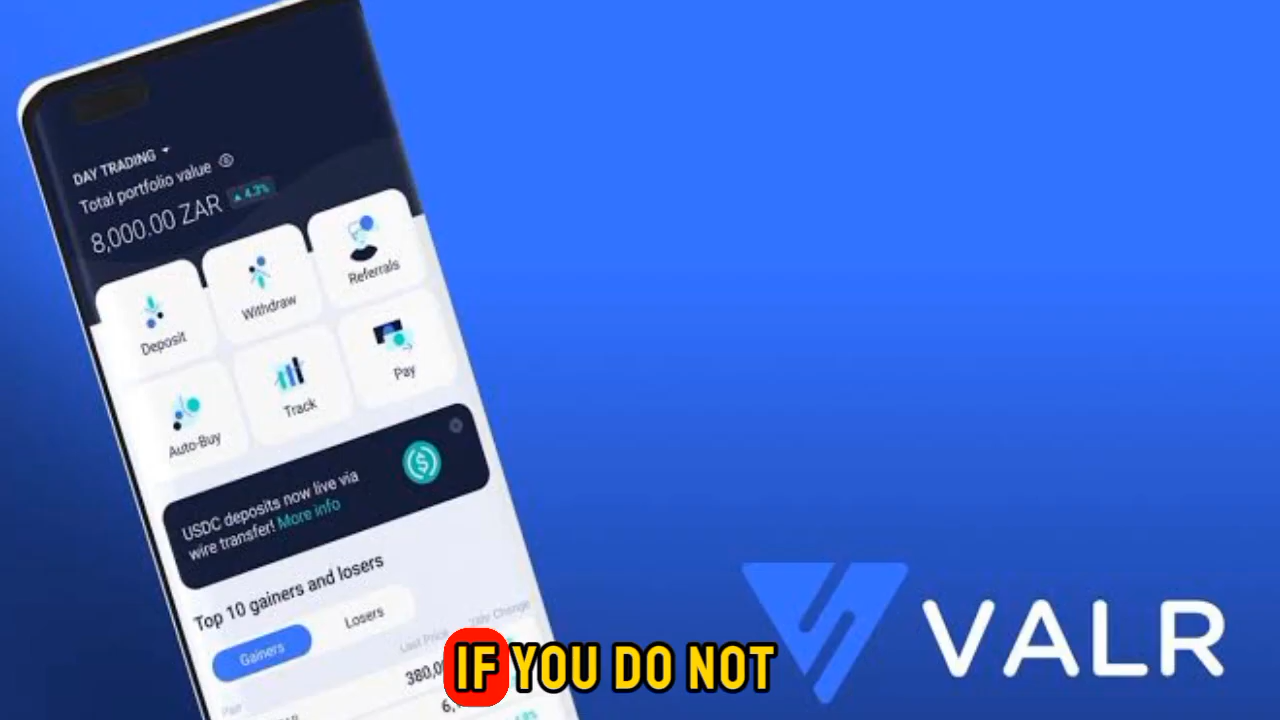 DAY TRADING
Total portfolio value
8,000.00 ZAR
4.3%
Deposit
Withdraw
Referrals
Auto-Buy
Track
Pay
USDC deposits now live via
wire transfer! More info
Top 10 gainers and losers
Gainers
Losers
Pair
Last Price
Change
IF YOU DO NOT
VALR